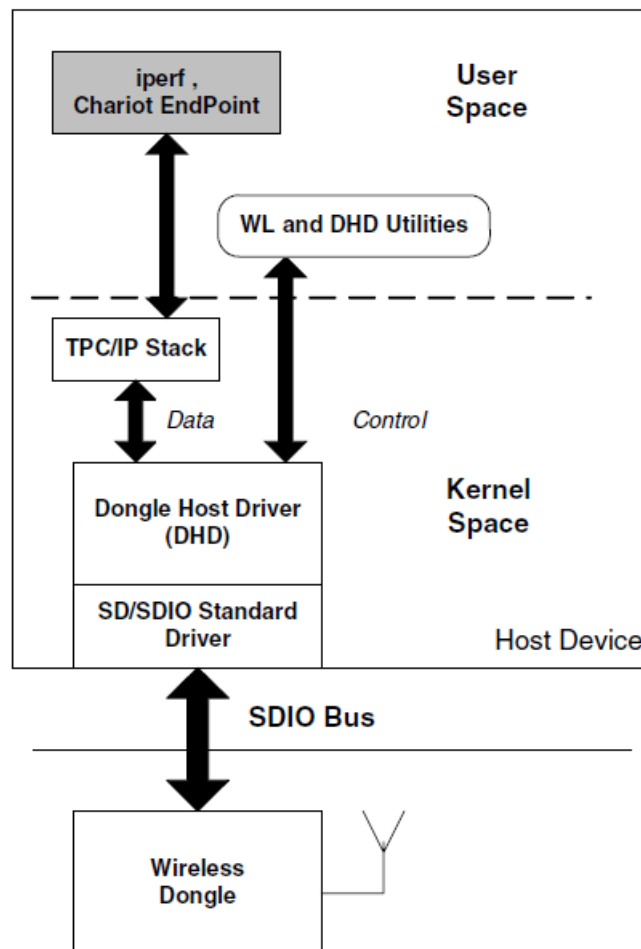 iperf ,
Chariot EndPoint
User
Space
WL and DHD Utilities
TPC/IP Stack
Data
Control
Dongle Host Driver
(DHD)
Kernel
Space
SD/SDIO Standard
Driver
Host Device
SDIO Bus
Wireless
Dongle